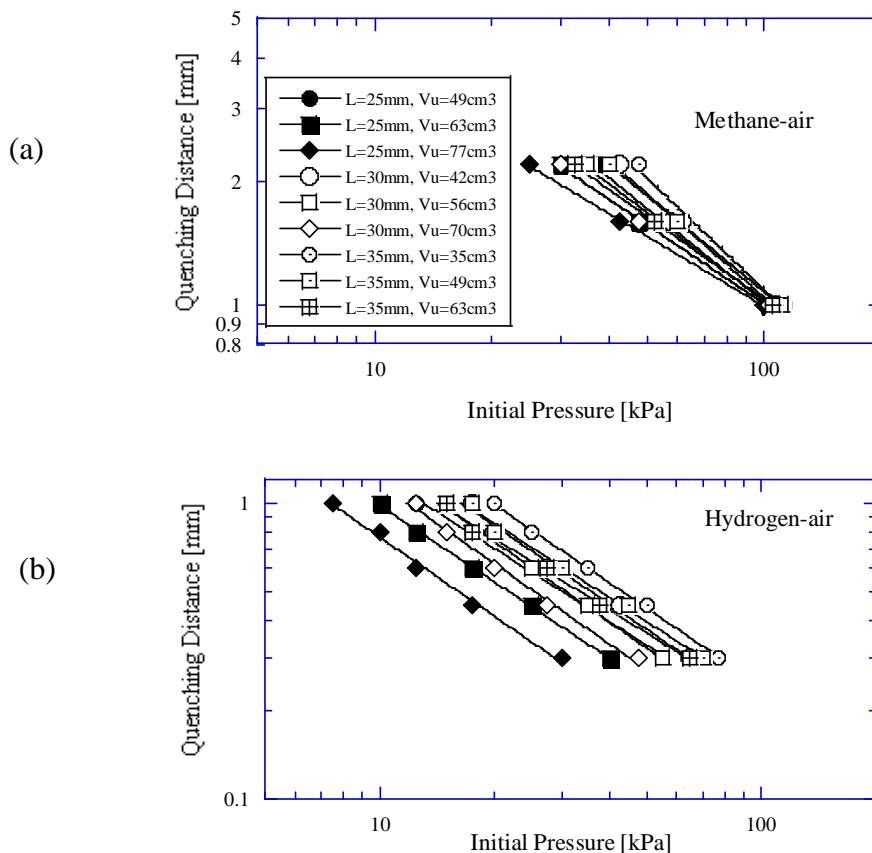 (a)
Quenching Distance [mm]
5
3
2
1
0.9
0.8
L=25mm, Vu=49cm3
L=25mm, Vu=63cm3
L=25mm, Vu=77cm3
L=30mm, Vu=42cm3
L=30mm, Vu=56cm3
L=30mm, Vu=70cm3
L=35mm, Vu=35cm3
L=35mm, Vu=49cm3
L=35mm, Vu=63cm3
Methane-air
10
100
Initial Pressure [kPa]
(b)
Quenching Distance [mm]
1
0.1
Hydrogen-air
10
100
Initial Pressure [kPa]